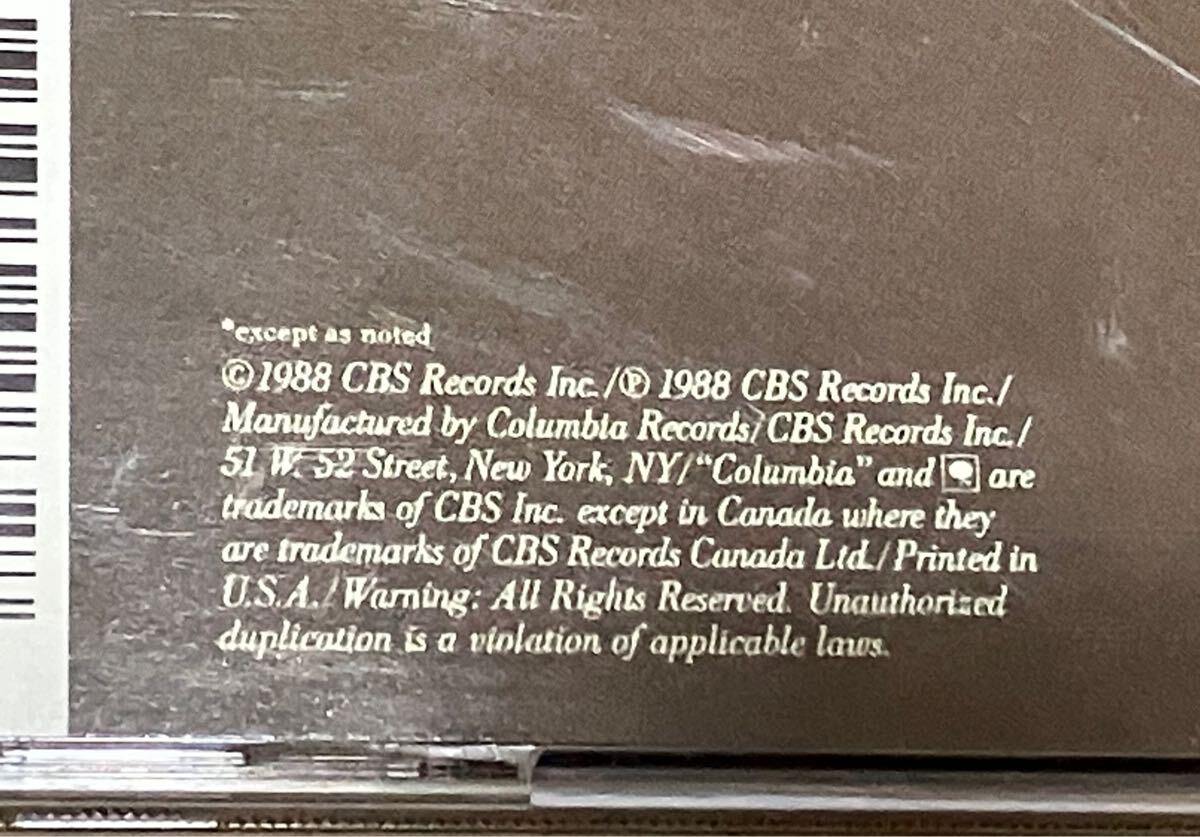 *except as noted
©1988 CBS Records Inc./℗ 1988 CBS Records Inc./
Manufactured by Columbia Records/CBS Records Inc./
51 W. 52 Street, New York, NY/“Columbia” and are
trademarks of CBS Inc. except in Canada where they
are trademarks of CBS Records Canada Ltd./Printed in
U.S.A./Warning: All Rights Reserved. Unauthorized
duplication is a violation of applicable laws.